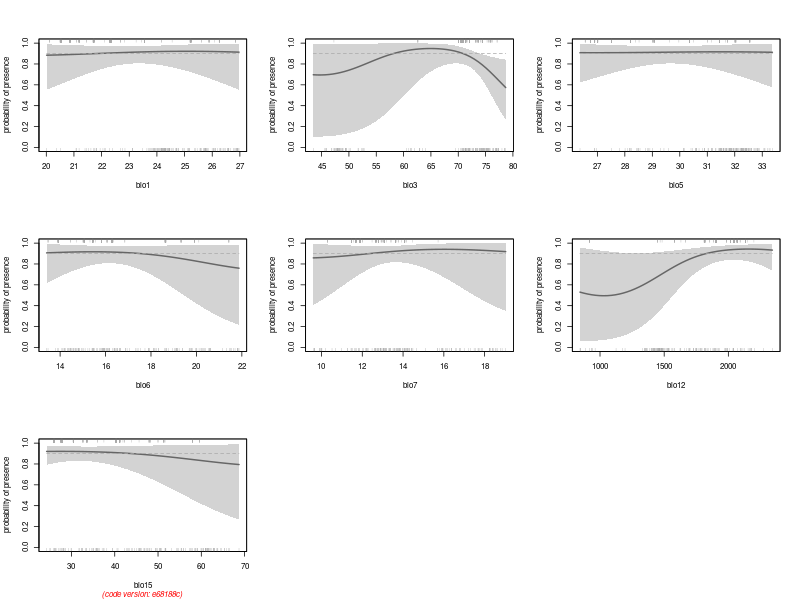 probability of presence
0.0 0.2 0.4 0.6 0.8 1.0
20 21 22 23 24 25 26 27
bio1
probability of presence
0.0 0.2 0.4 0.6 0.8 1.0
45 50 55 60 65 70 75 80
bio3
probability of presence
0.0 0.2 0.4 0.6 0.8 1.0
27 28 29 30 31 32 33
bio5
probability of presence
0.0 0.2 0.4 0.6 0.8 1.0
14 16 18 20 22
bio6
probability of presence
0.0 0.2 0.4 0.6 0.8 1.0
10 12 14 16 18
bio7
probability of presence
0.0 0.2 0.4 0.6 0.8 1.0
1000 1500 2000
bio12
probability of presence
0.0 0.2 0.4 0.6 0.8 1.0
30 40 50 60 70
bio15
(code version: e68188c)